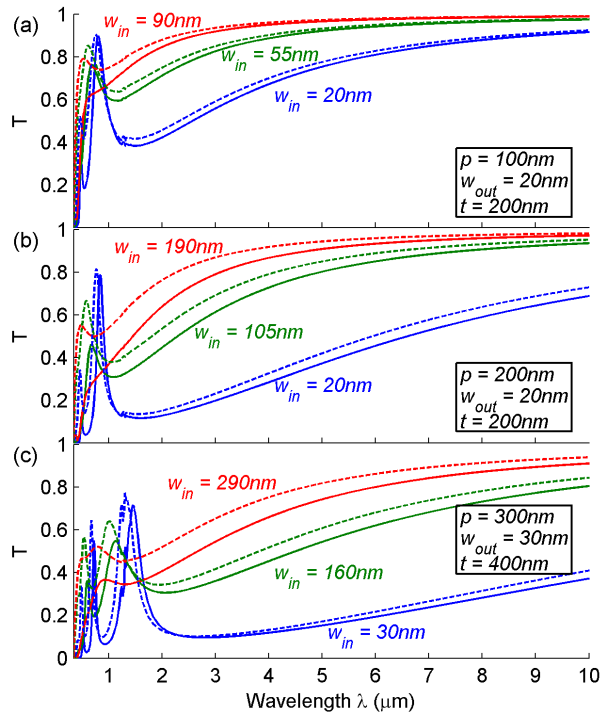 (a)
1
0.8
0.6
0.4
0.2
T
w_in = 90nm
w_in = 55nm
w_in = 20nm
p = 100nm
w_out = 20nm
t = 200nm
(b)
1
0.8
0.6
0.4
0.2
T
w_in = 190nm
w_in = 105nm
w_in = 20nm
p = 200nm
w_out = 20nm
t = 200nm
(c)
1
0.8
0.6
0.4
0.2
0
T
w_in = 290nm
w_in = 160nm
w_in = 30nm
p = 300nm
w_out = 30nm
t = 400nm
1 2 3 4 5 6 7 8 9 10
Wavelength λ (μm)